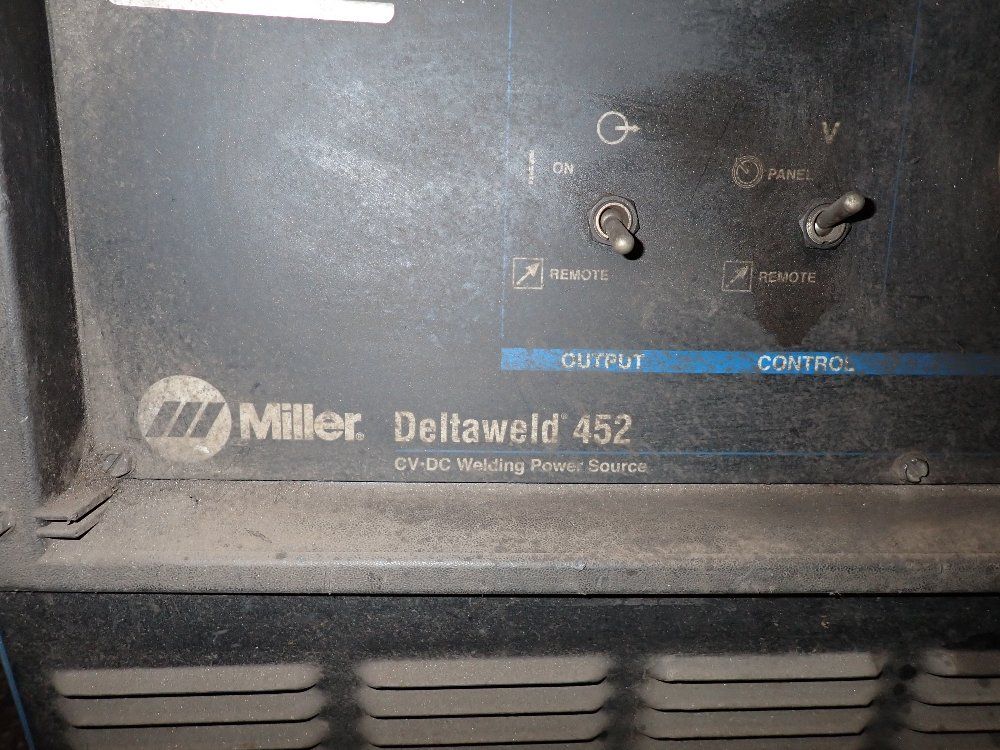 V
ON
PANEL
REMOTE
REMOTE
OUTPUT
CONTROL
Miller®
Deltaweld® 452
CV-DC Welding Power Source